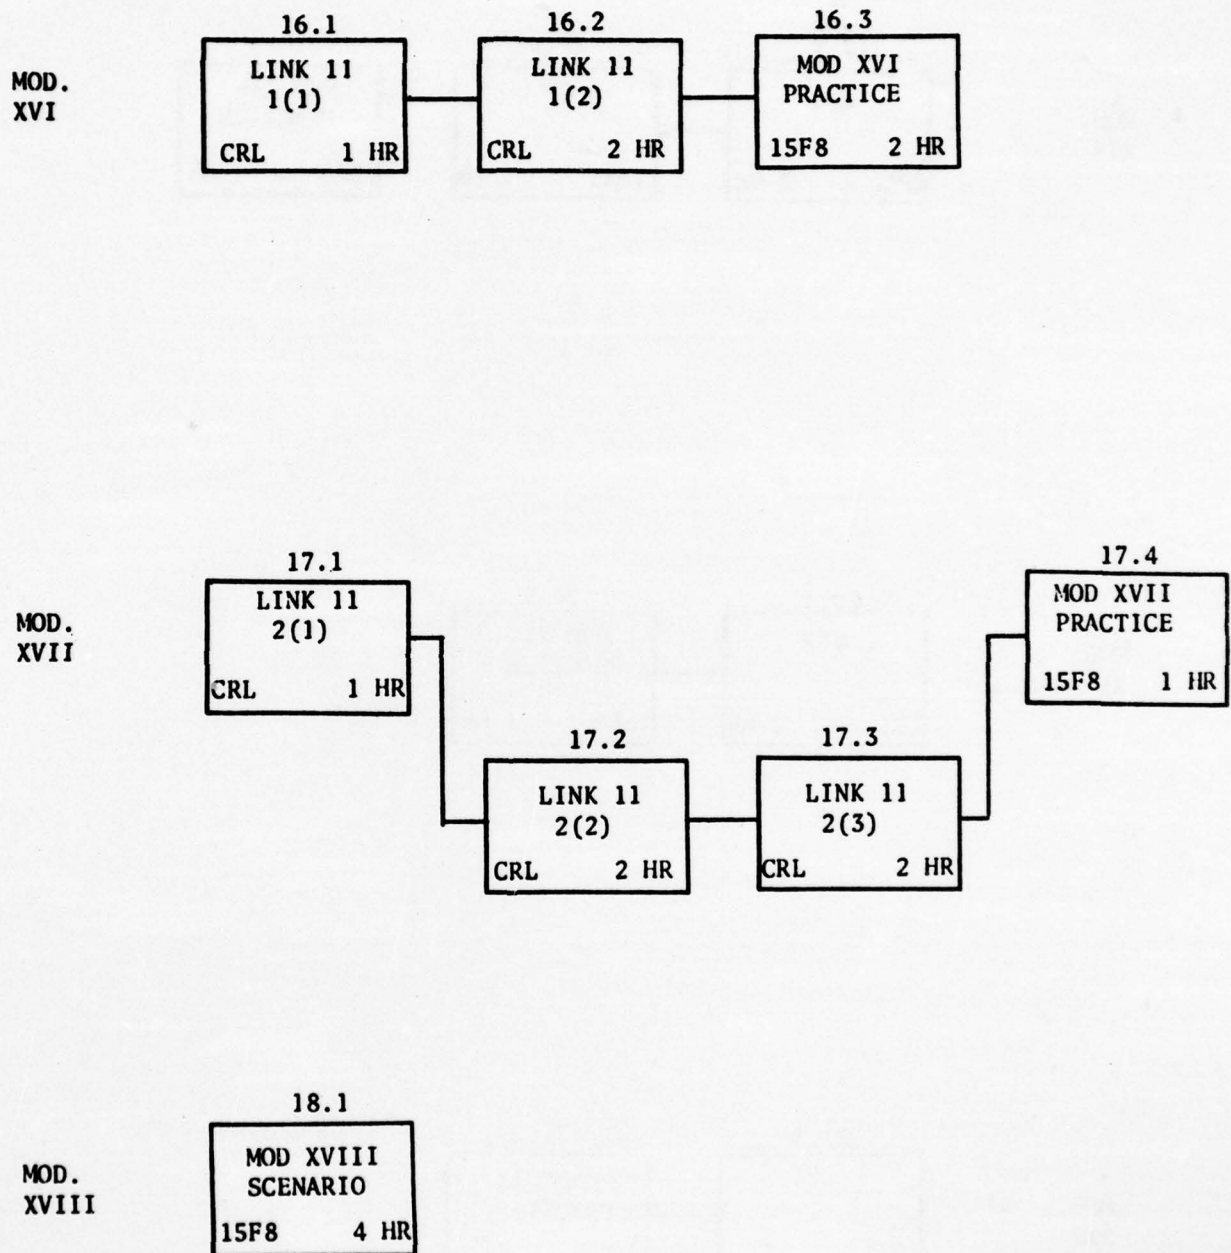 16.1
16.2
16.3
MOD.
XVI
LINK 11
1(1)
CRL 1 HR
LINK 11
1(2)
CRL 2 HR
MOD XVI
PRACTICE
15F8 2 HR
17.1
17.4
MOD.
XVII
LINK 11
2(1)
CRL 1 HR
MOD XVII
PRACTICE
15F8 1 HR
17.2
17.3
LINK 11
2(2)
CRL 2 HR
LINK 11
2(3)
CRL 2 HR
18.1
MOD.
XVIII
MOD XVIII
SCENARIO
15F8 4 HR